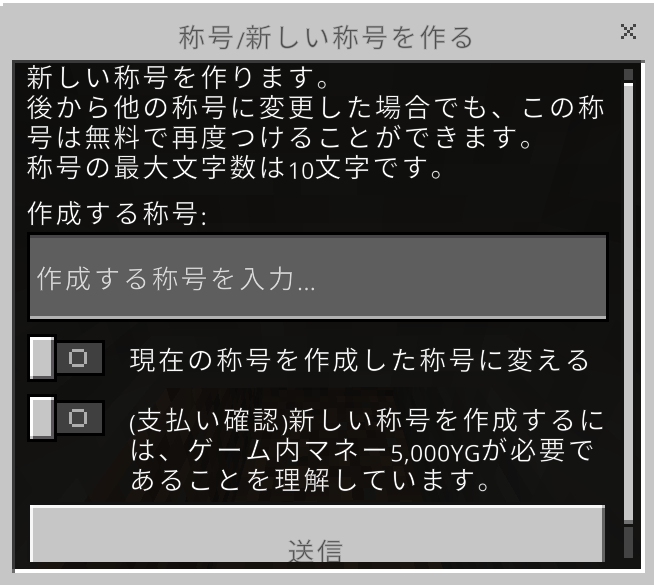 称号/新しい称号を作る
新しい称号を作ります。
後から他の称号に変更した場合でも、この称
号は無料で再度つけることができます。
称号の最大文字数は10文字です。
作成する称号:
作成する称号を入力...
現在の称号を作成した称号に変える
(支払い確認)新しい称号を作成するに
は、ゲーム内マネー5,000YGが必要で
あることを理解しています。
送信